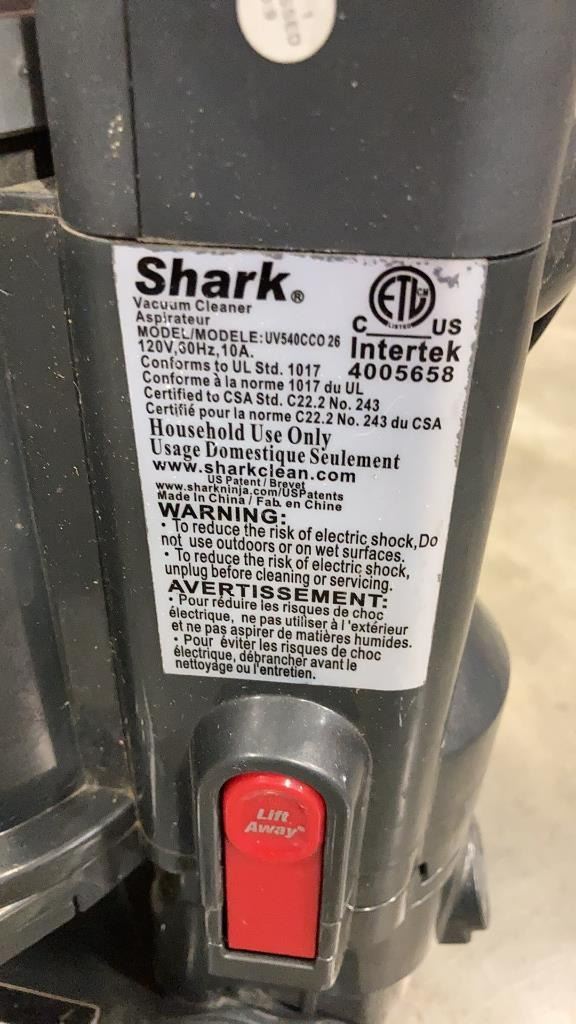 SED
Shark®
Vacuum Cleaner
Aspirateur
MODEL/MODELE: UV540CCO 26
120V, 60Hz, 10A.
Conforms to UL Std. 1017
Conforme à la norme 1017 du UL
Certified to CSA Std. C22.2 No. 243
Certifié pour la norme C22.2 No. 243 du CSA
ETL CM
LISTED
C US
Intertek
4005658
Household Use Only
Usage Domestique Seulement
www.sharkclean.com
US Patent / Brevet
www.sharkninja.com/USPatents
Made in China / Fab. en Chine
WARNING:
• To reduce the risk of electric shock, Do
not use outdoors or on wet surfaces.
• To reduce the risk of electric shock,
unplug before cleaning or servicing.
AVERTISSEMENT:
• Pour réduire les risques de choc
électrique, ne pas utiliser à l'extérieur
et ne pas aspirer de matières humides.
• Pour éviter les risques de choc
électrique, débrancher avant le
nettoyage ou l'entretien.
Lift
Away™